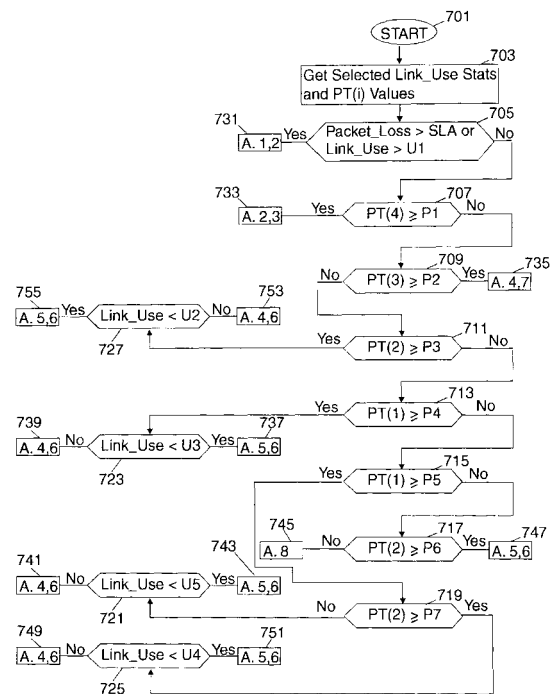 701
START
703
Get Selected Link_Use Stats
and PT(i) Values
705
731
A. 1,2
Yes
Packet_Loss > SLA or
Link_Use > U1
No
707
733
A. 2,3
Yes
PT(4) ≥ P1
No
709
735
No
PT(3) ≥ P2
Yes
A. 4,7
755
753
A. 5,6
Yes
Link_Use < U2
No
A. 4,6
727
711
Yes
PT(2) ≥ P3
No
713
Yes
PT(1) ≥ P4
No
739
737
A. 4,6
No
Link_Use < U3
Yes
A. 5,6
723
715
Yes
PT(1) ≥ P5
No
745
717
747
A. 8
No
PT(2) ≥ P6
Yes
A. 5,6
741
743
A. 4,6
No
Link_Use < U5
Yes
A. 5,6
721
719
No
PT(2) ≥ P7
Yes
749
751
A. 4,6
No
Link_Use < U4
Yes
A. 5,6
725